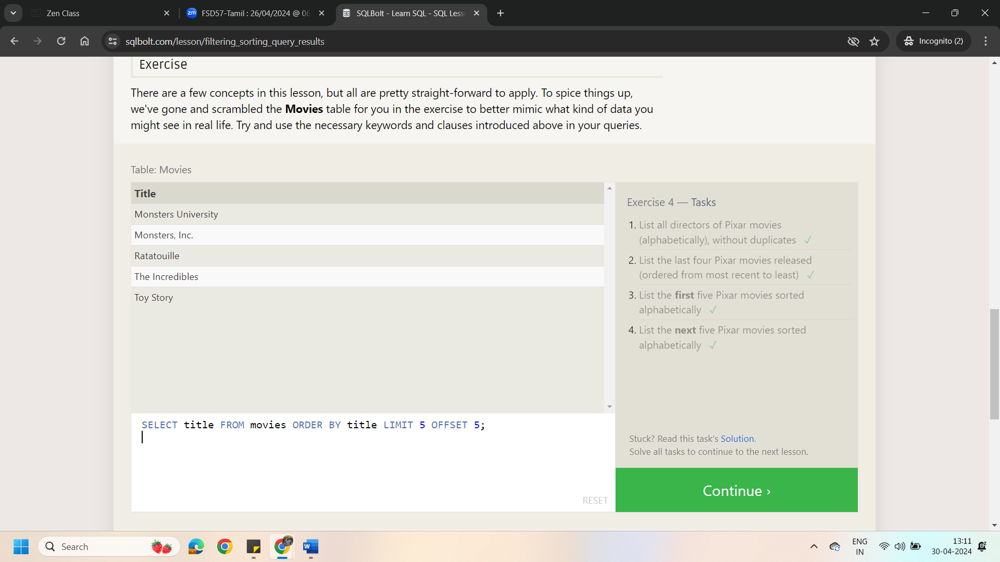 Zen Class
zm FSD57-Tamil : 26/04/2024 @ 06
SQLBolt - Learn SQL - SQL Less
sqlbolt.com/lesson/filtering_sorting_query_results
Incognito (2)
Exercise
There are a few concepts in this lesson, but all are pretty straight-forward to apply. To spice things up,
we've gone and scrambled the Movies table for you in the exercise to better mimic what kind of data you
might see in real life. Try and use the necessary keywords and clauses introduced above in your queries.
Table: Movies
Title
Monsters University
Monsters, Inc.
Ratatouille
The Incredibles
Toy Story
SELECT title FROM movies ORDER BY title LIMIT 5 OFFSET 5;
RESET
Exercise 4 — Tasks
1. List all directors of Pixar movies
(alphabetically), without duplicates ✓
2. List the last four Pixar movies released
(ordered from most recent to least) ✓
3. List the first five Pixar movies sorted
alphabetically ✓
4. List the next five Pixar movies sorted
alphabetically ✓
Stuck? Read this task's Solution.
Solve all tasks to continue to the next lesson.
Continue ›
Search
W
ENG
IN
13:11
30-04-2024